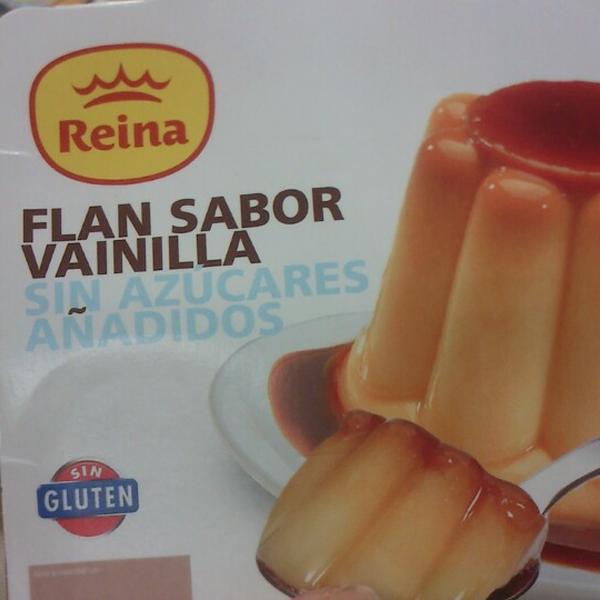 Reina
FLAN SABOR
VAINILLA
SIN AZÚCARES
AÑADIDOS
SIN
GLUTEN